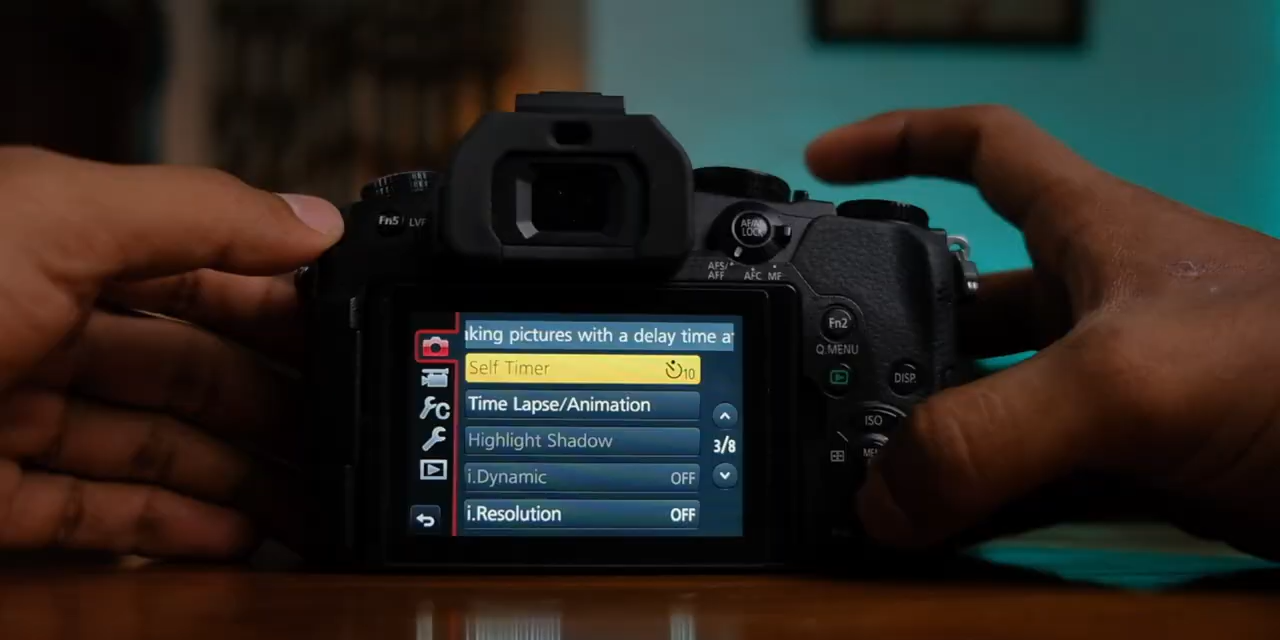 Fn5 LVF
AF/AE
LOCK
AFS/
AFF AFC MF
Fn2
Q.MENU
DISP.
ISO
aking pictures with a delay time a
Self Timer 10
Time Lapse/Animation
Highlight Shadow
3/8
i.Dynamic OFF
i.Resolution OFF